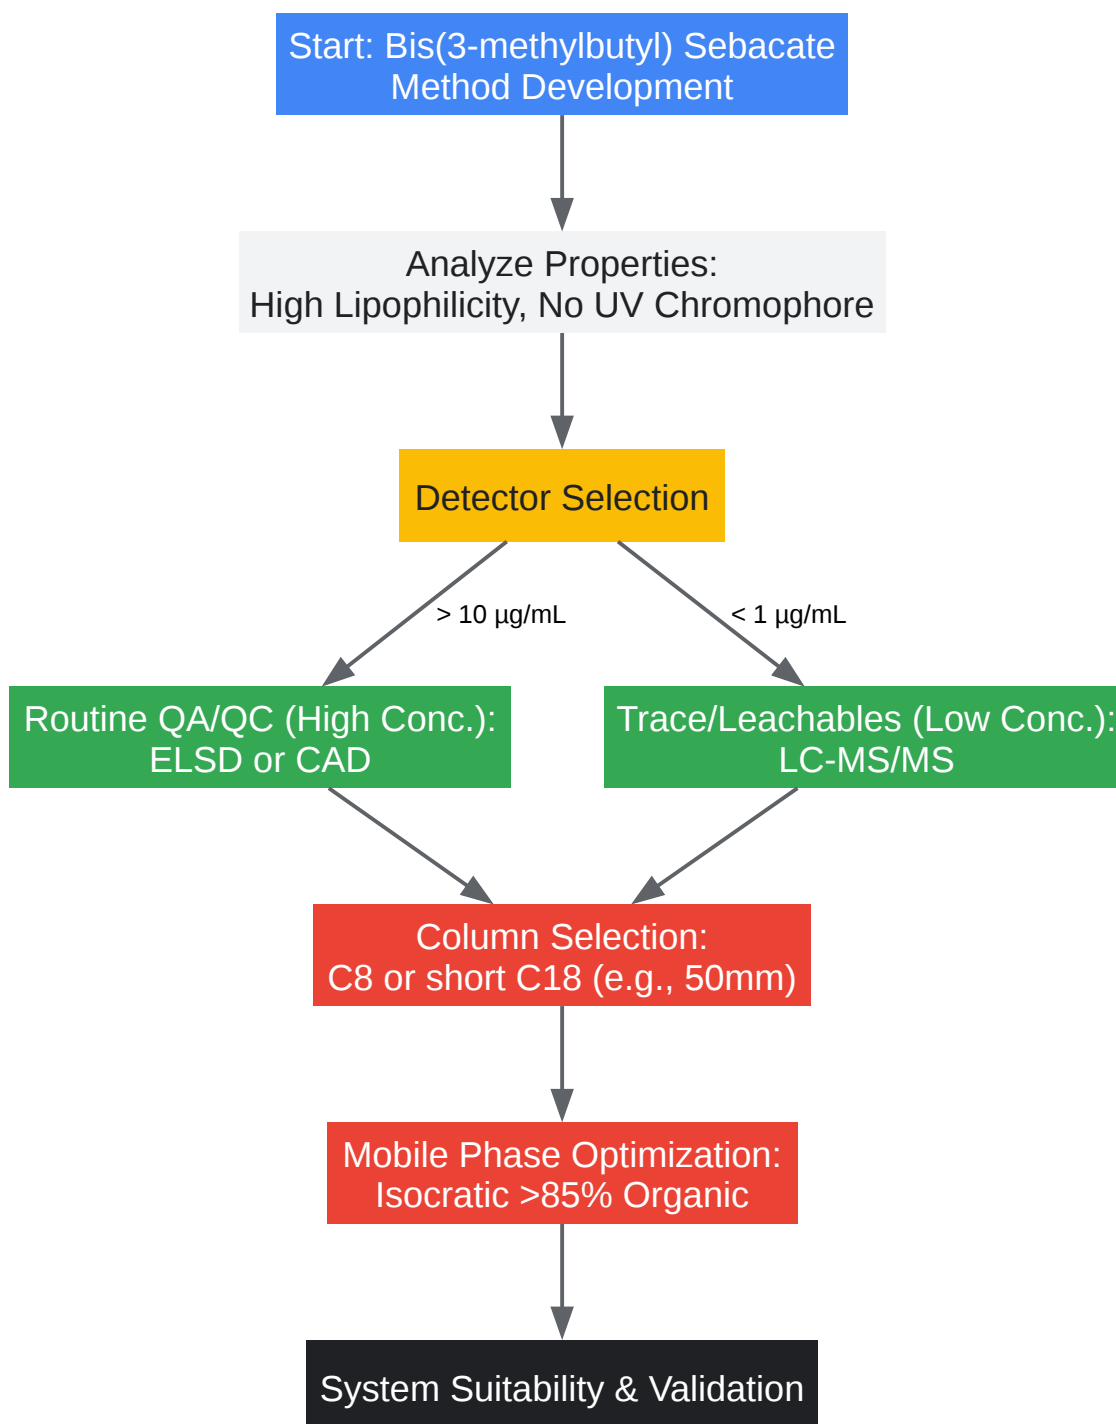 Start: Bis(3-methylbutyl) Sebacate
Method Development
Analyze Properties:
High Lipophilicity, No UV Chromophore
Detector Selection
> 10 µg/mL
< 1 µg/mL
Routine QA/QC (High Conc.):
ELSD or CAD
Trace/Leachables (Low Conc.):
LC-MS/MS
Column Selection:
C8 or short C18 (e.g., 50mm)
Mobile Phase Optimization:
Isocratic >85% Organic
System Suitability & Validation